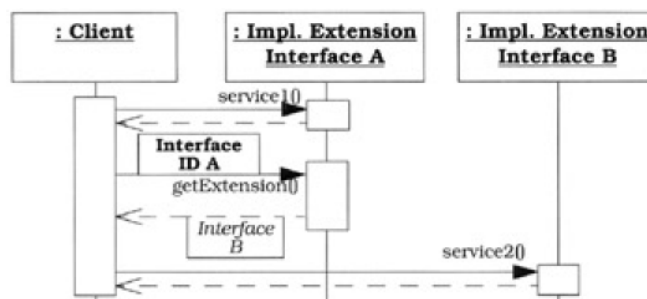 : Client
: Impl. Extension
Interface A
: Impl. Extension
Interface B
service1()
Interface
ID A
getExtension()
Interface
B
service2()